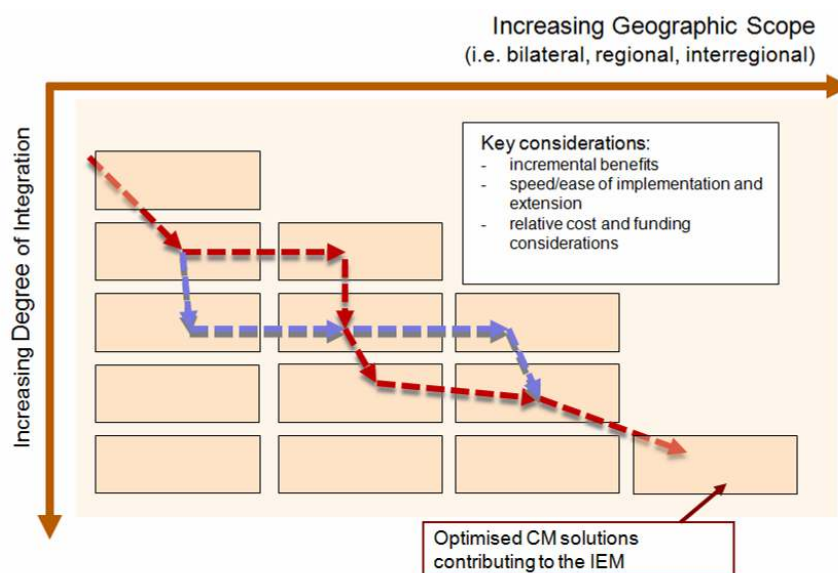 Increasing Geographic Scope
(i.e. bilateral, regional, interregional)
Increasing Degree of Integration
Key considerations:
- incremental benefits
- speed/ease of implementation and
extension
- relative cost and funding
considerations
Optimised CM solutions
contributing to the IEM